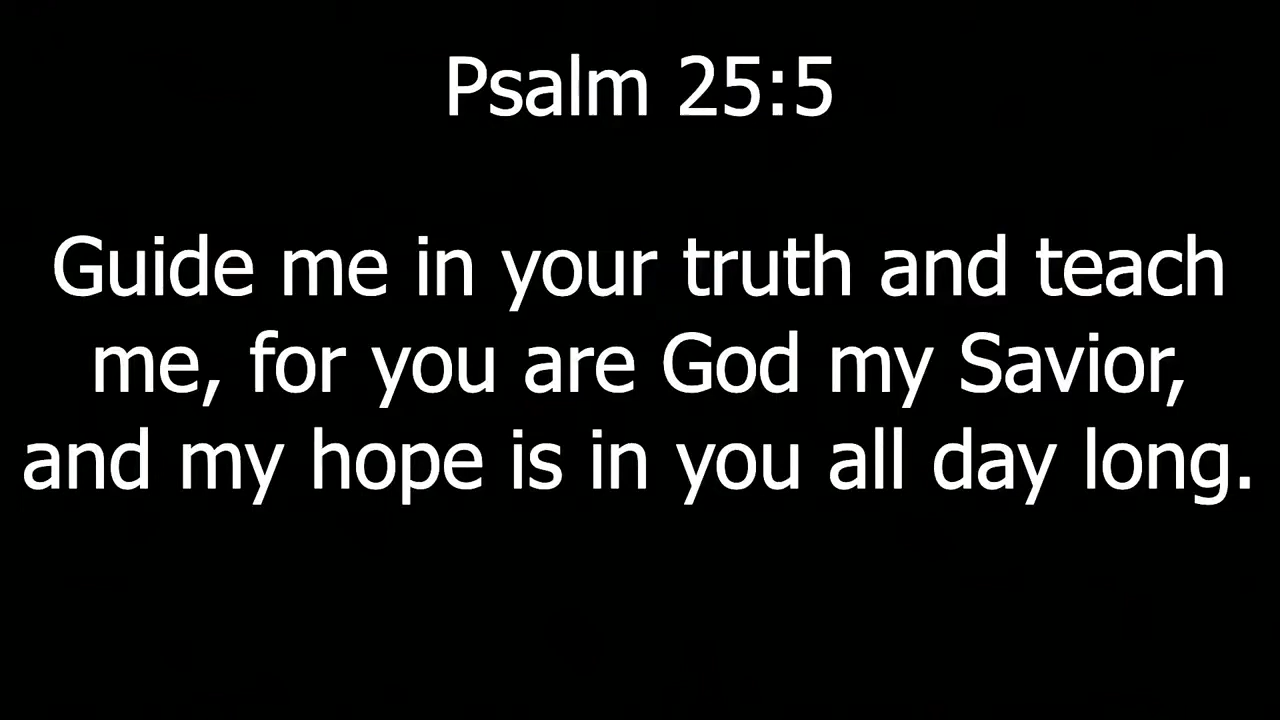 Psalm 25:5
Guide me in your truth and teach
me, for you are God my Savior,
and my hope is in you all day long.